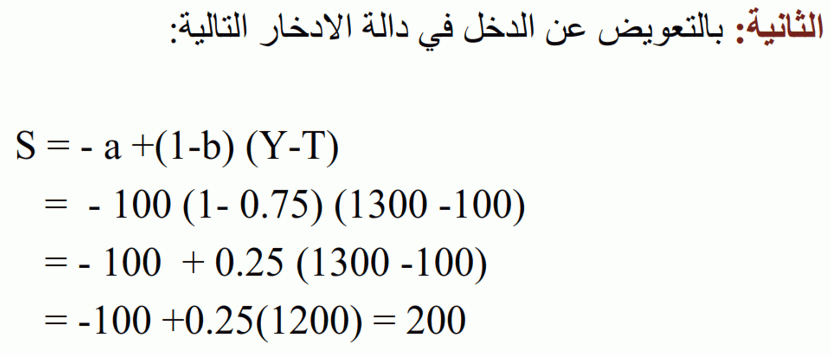 الثانية: بالتعويض عن الدخل في دالة الادخار التالية:
S = - a +(1-b) (Y-T)
= - 100 (1- 0.75) (1300 -100)
= - 100 + 0.25 (1300 -100)
= -100 +0.25(1200) = 200